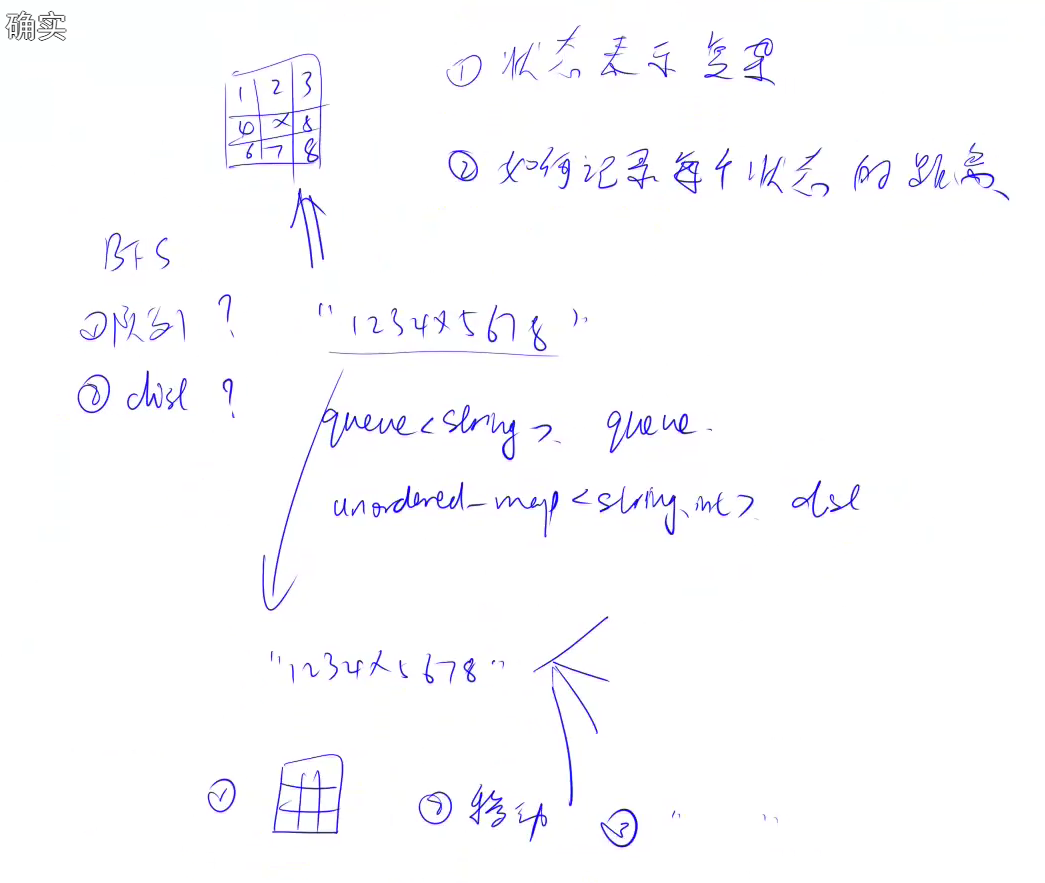 确实
① 状态表示复杂
1 2 3
4 x 8
6 7 8
② 如何记录每个状态的距离
BFS
① 队列 ?
"1234x5678"
② dist ?
queue<string> queue.
unordered_map<string, int> dist
"1234x5678"
① ② 移动 ③ " "